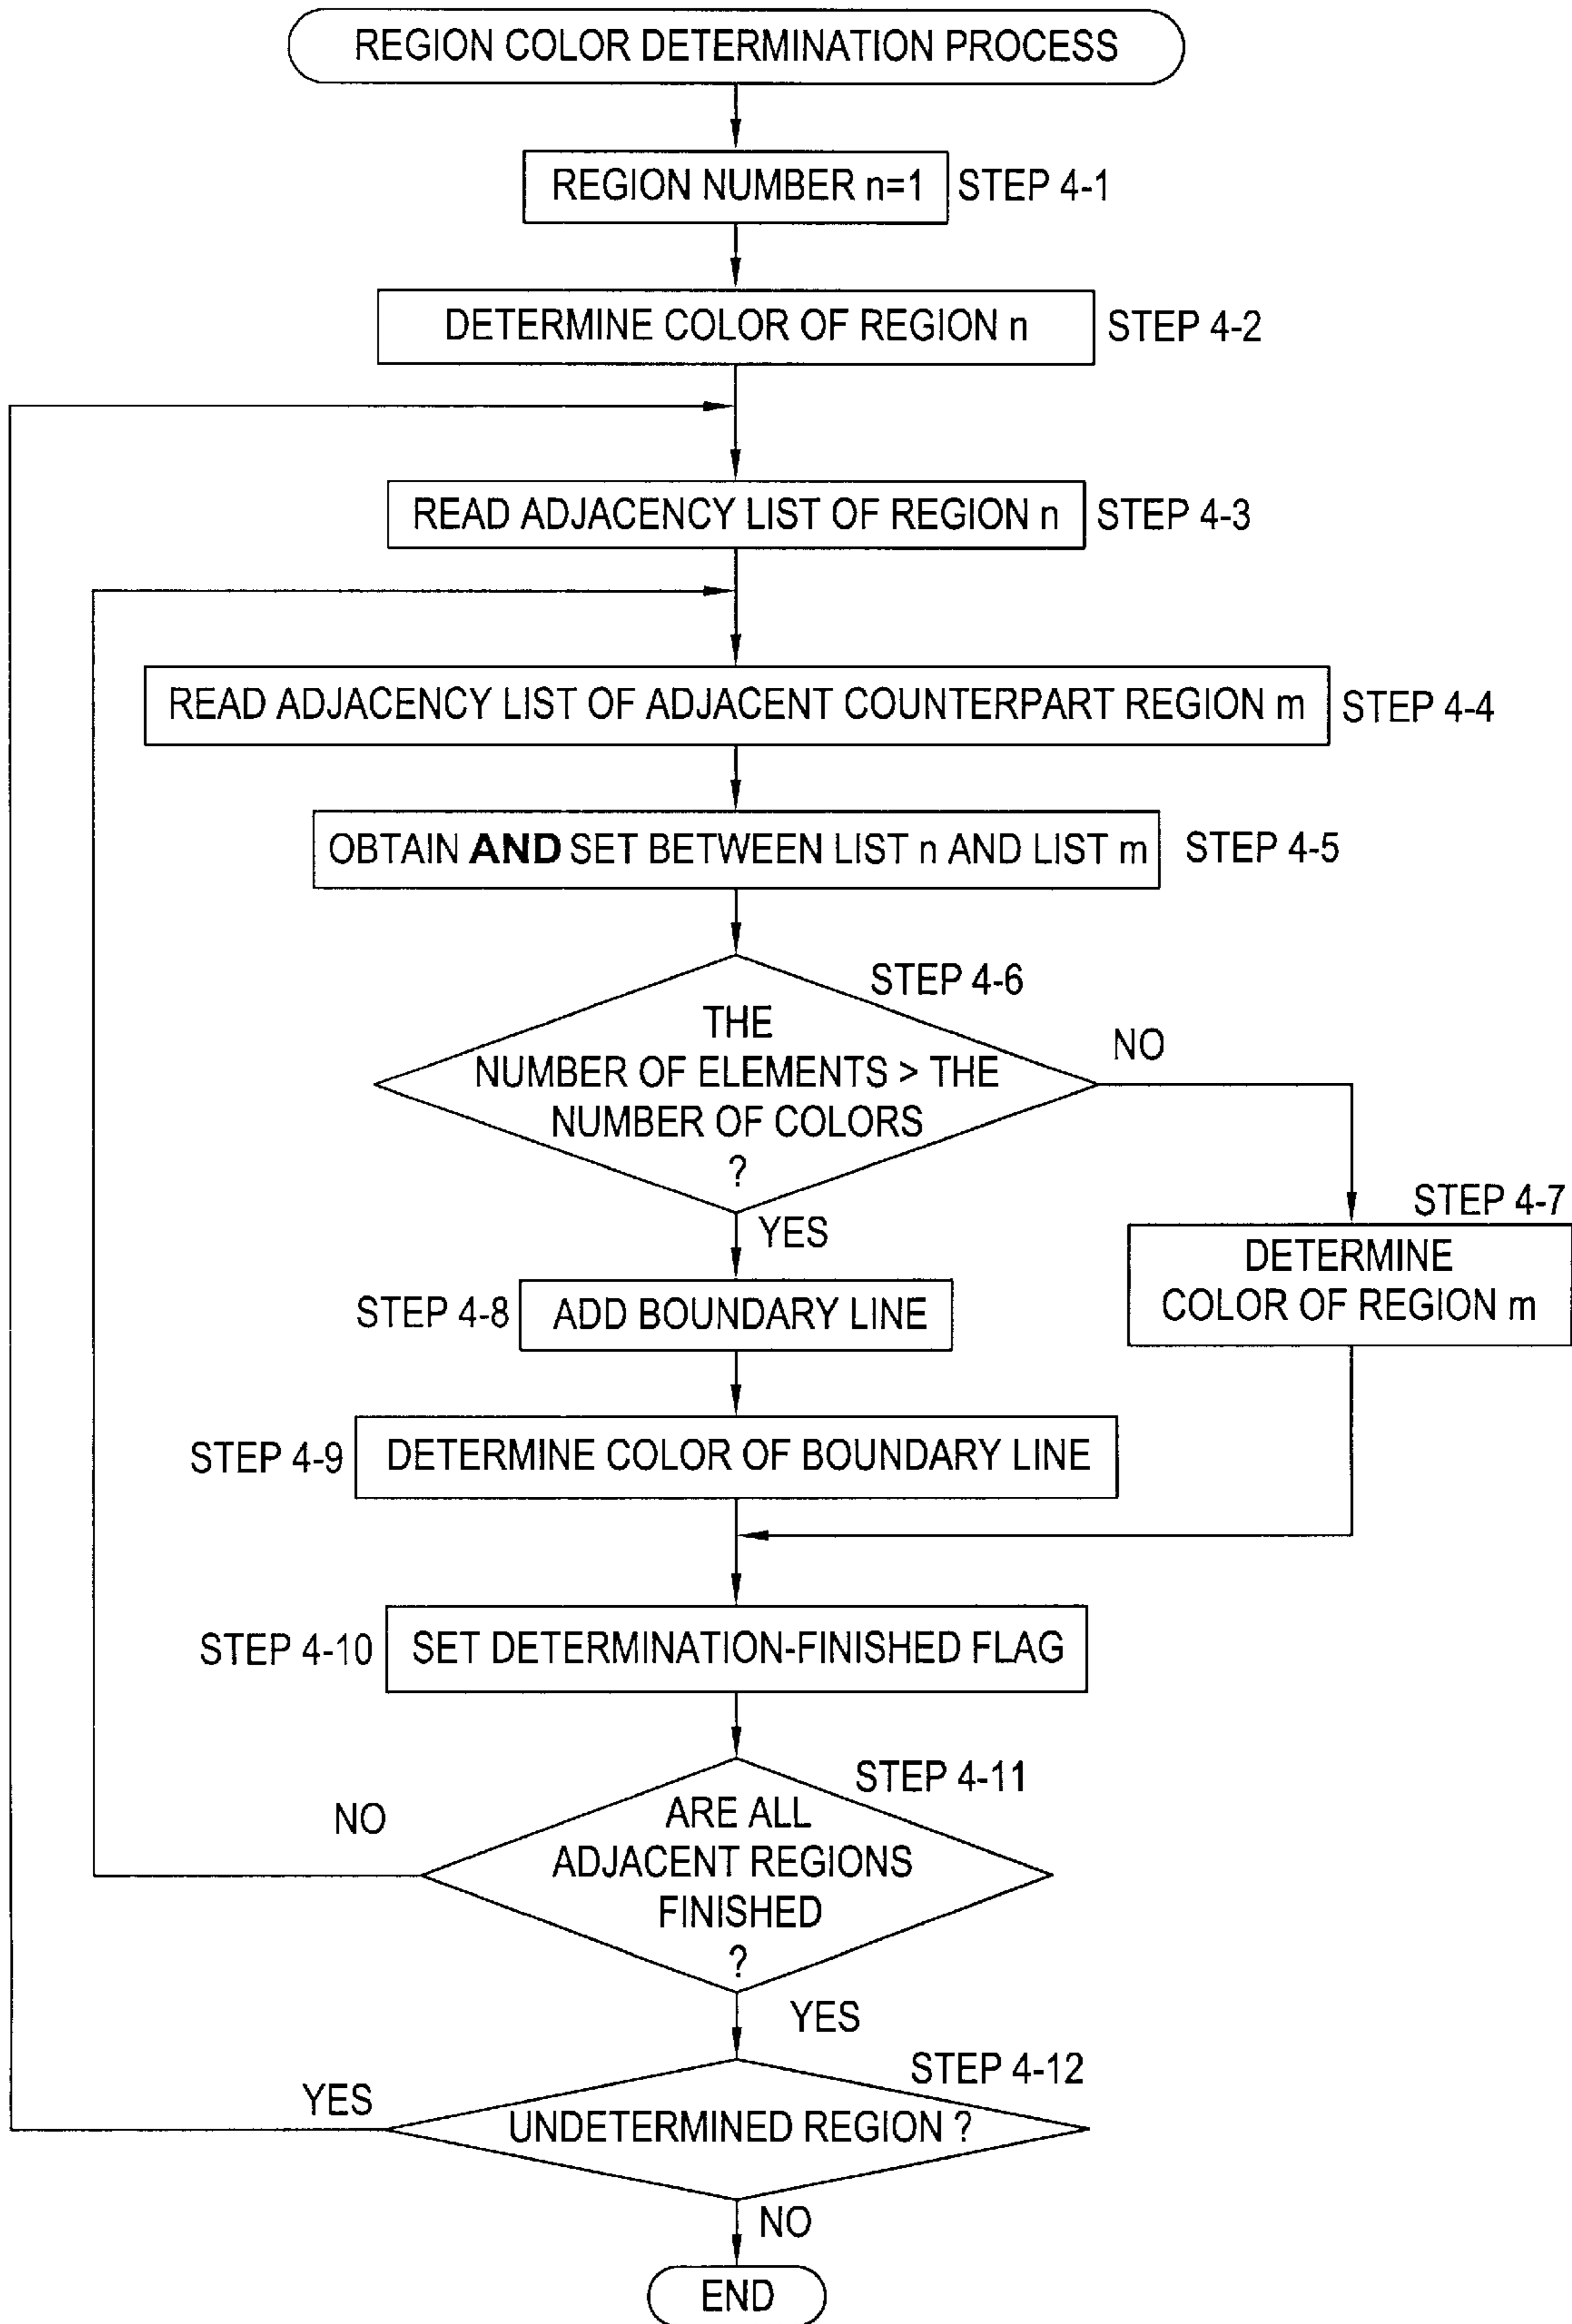 REGION COLOR DETERMINATION PROCESS
REGION NUMBER n=1
STEP 4-1
DETERMINE COLOR OF REGION n
STEP 4-2
READ ADJACENCY LIST OF REGION n
STEP 4-3
READ ADJACENCY LIST OF ADJACENT COUNTERPART REGION m
STEP 4-4
OBTAIN AND SET BETWEEN LIST n AND LIST m
STEP 4-5
STEP 4-6
THE
NUMBER OF ELEMENTS > THE
NUMBER OF COLORS
?
NO
YES
STEP 4-7
DETERMINE
COLOR OF REGION m
STEP 4-8
ADD BOUNDARY LINE
STEP 4-9
DETERMINE COLOR OF BOUNDARY LINE
STEP 4-10
SET DETERMINATION-FINISHED FLAG
STEP 4-11
NO
ARE ALL
ADJACENT REGIONS
FINISHED
?
YES
STEP 4-12
YES
UNDETERMINED REGION ?
NO
END